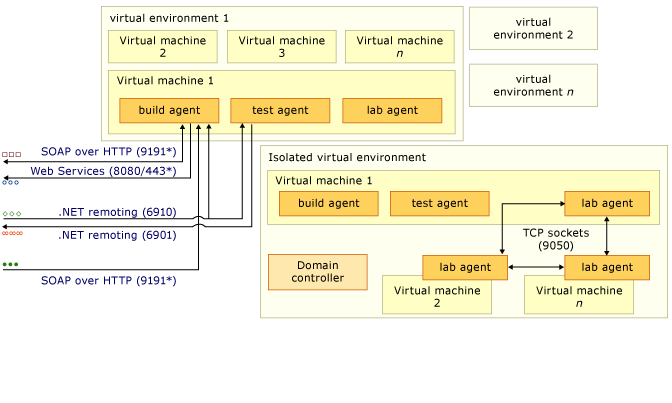 virtual environment 1
Virtual machine
2
Virtual machine
3
Virtual machine
n
virtual
environment 2
virtual
environment n
Virtual machine 1
build agent
test agent
lab agent
SOAP over HTTP (9191*)
Web Services (8080/443*)
.NET remoting (6910)
.NET remoting (6901)
SOAP over HTTP (9191*)
Isolated virtual environment
Virtual machine 1
build agent
test agent
lab agent
TCP sockets
(9050)
Domain
controller
lab agent
lab agent
Virtual machine
2
Virtual machine
n